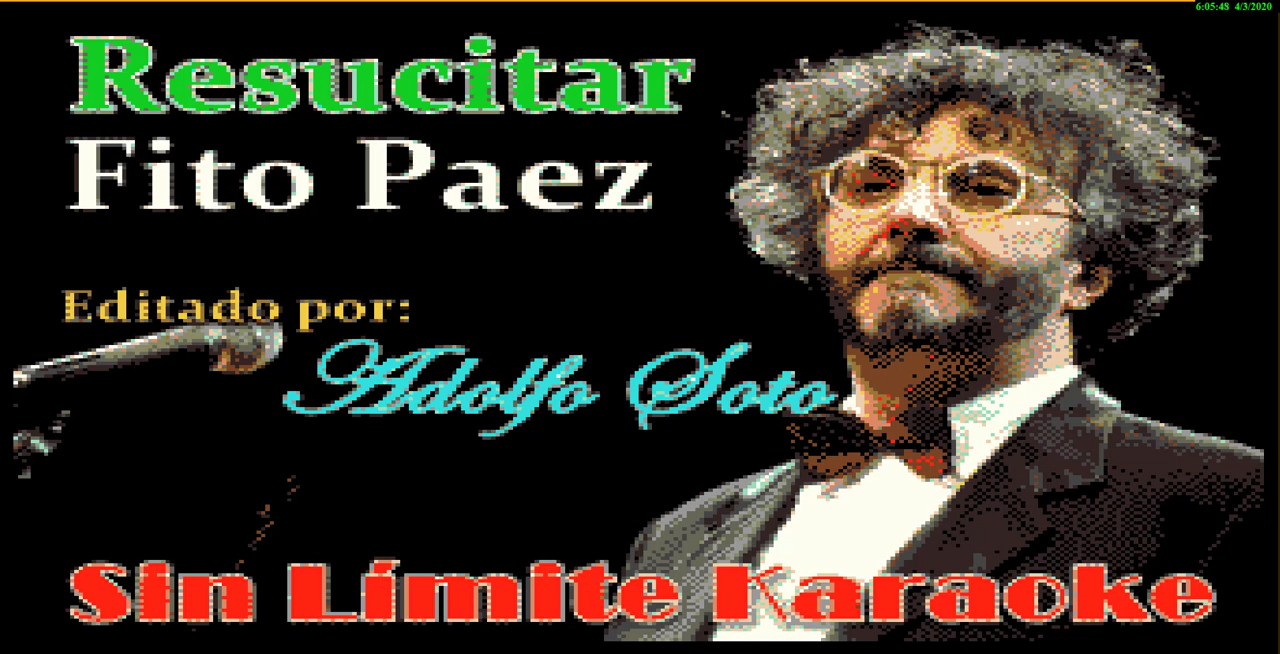 6:05:48 4/3/2020
Resucitar
Fito Paez
Editado por:
Adolfo Soto
Sin Límite Karaoke